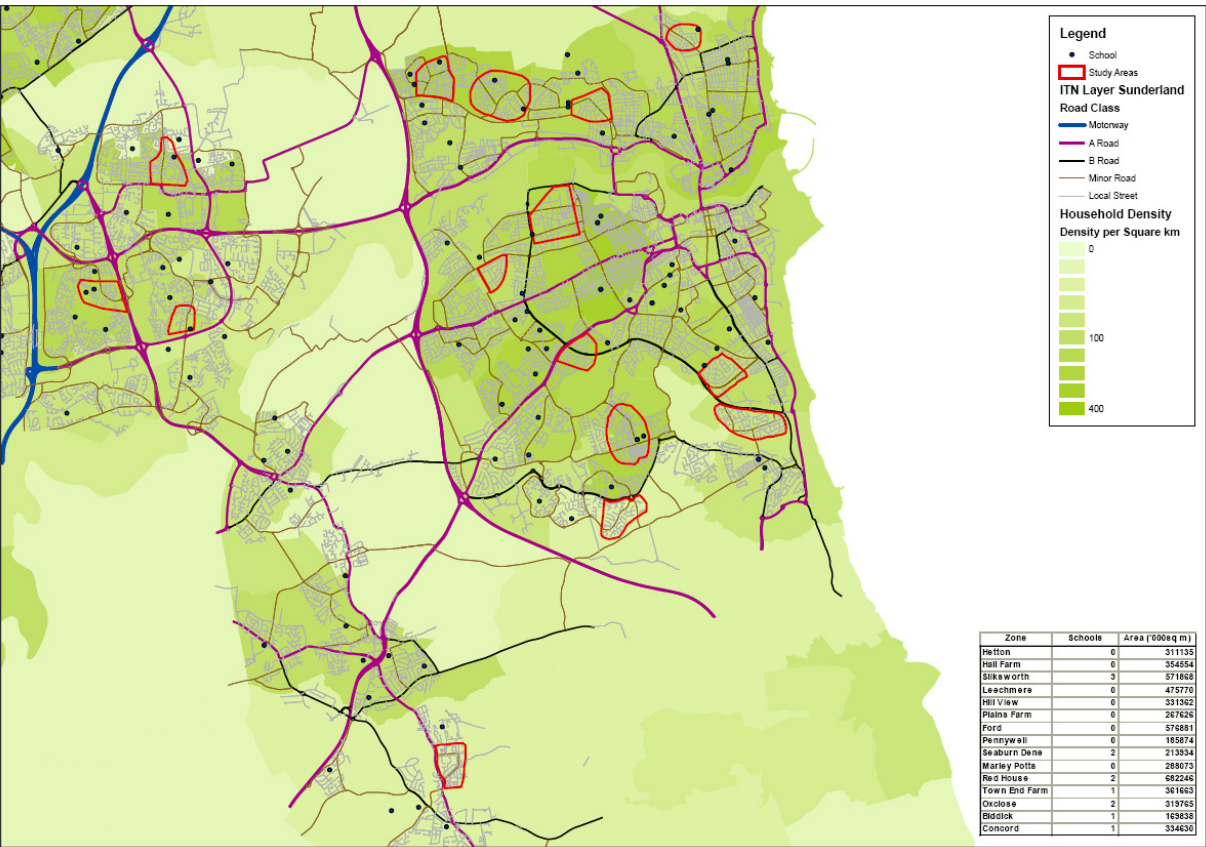 Legend
School
Study Areas
ITN Layer Sunderland
Road Class
Motorway
A Road
B Road
Minor Road
Local Street
Household Density
Density per Square km
0
100
400
Zone Schools Area ('000sq m)
Hetton 0 311135
Hall Farm 0 354554
Silksworth 3 571868
Leechmere 0 475770
Hill View 0 331362
Plains Farm 0 267626
Ford 0 576881
Pennywell 0 185874
Seaburn Dene 2 213934
Marley Potts 0 288073
Red House 2 682246
Town End Farm 1 361663
Oxclose 2 319765
Biddick 1 169838
Concord 1 334630